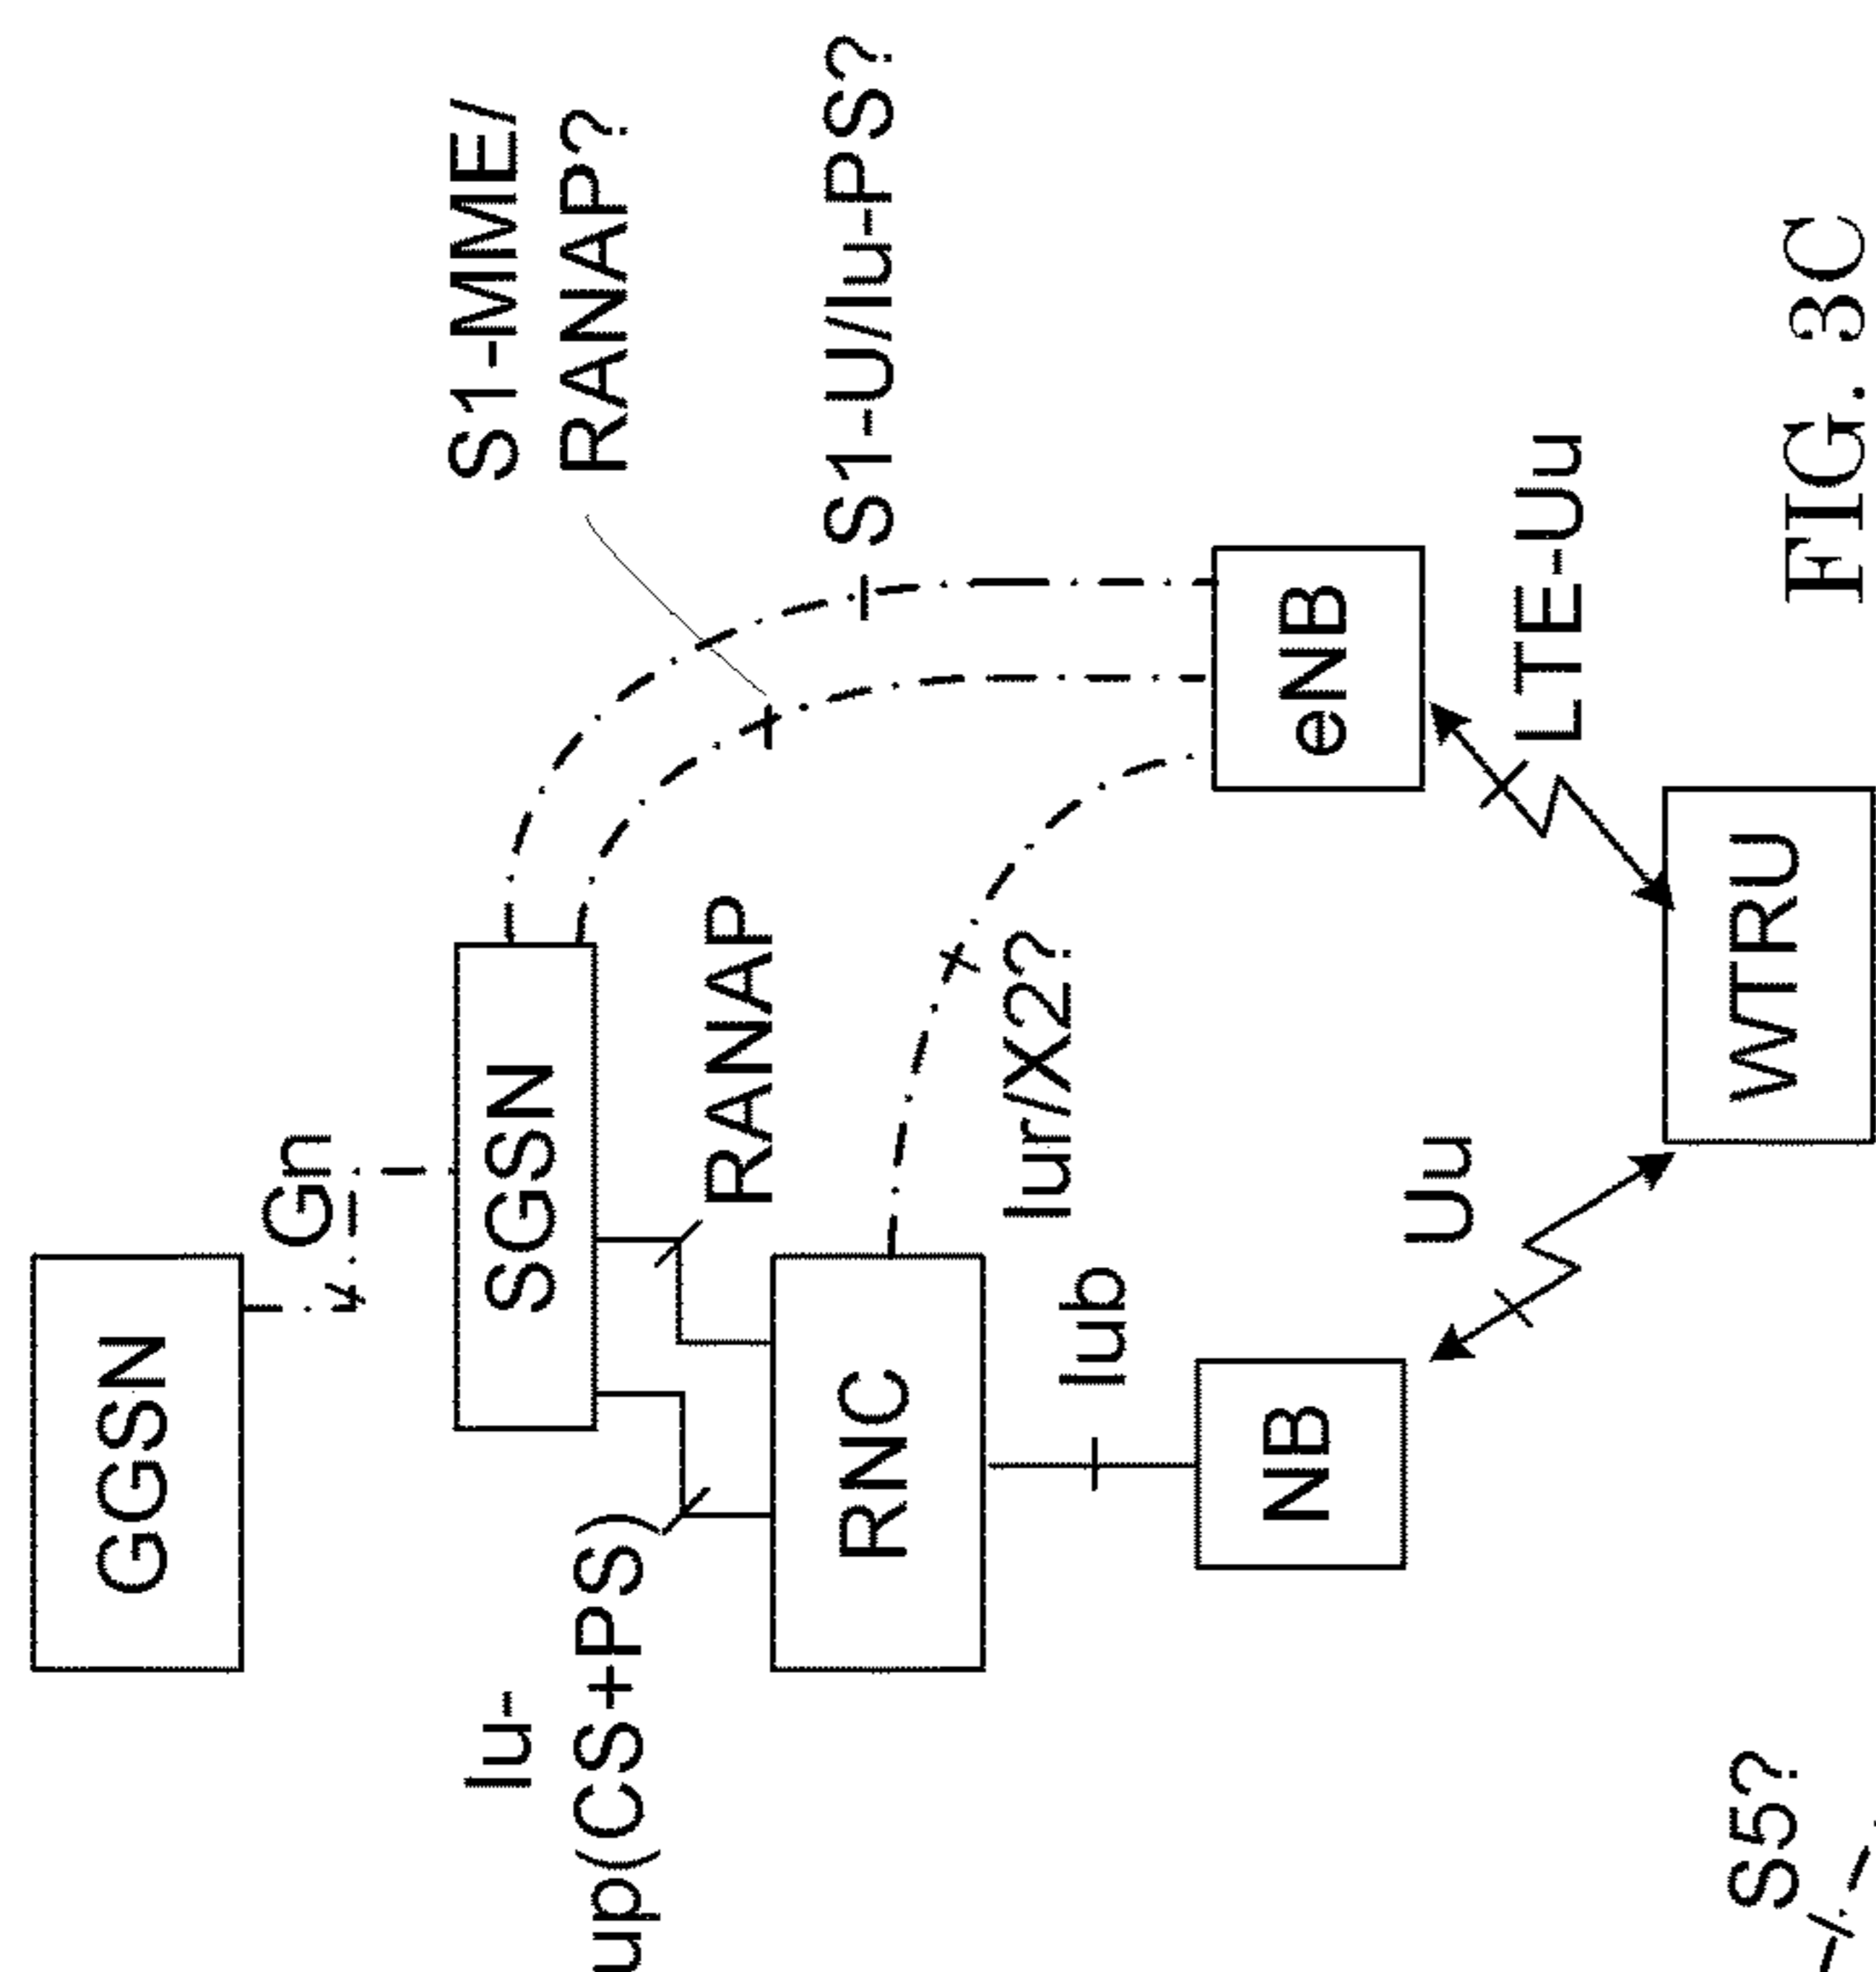 GGSN
Gn
S1-MME/
RANAP?
SGSN
Iu-
up(CS+PS)
RANAP
S1-U/Iu-PS?
RNC
Iur/X2?
Iub
NB
eNB
Uu
LTE-Uu
WTRU
S5?
FIG. 3C